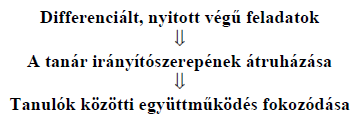 Differenciált, nyitott végű feladatok
⇓
A tanár irányítószerepének átruházása
⇓
Tanulók közötti együttműködés fokozódása